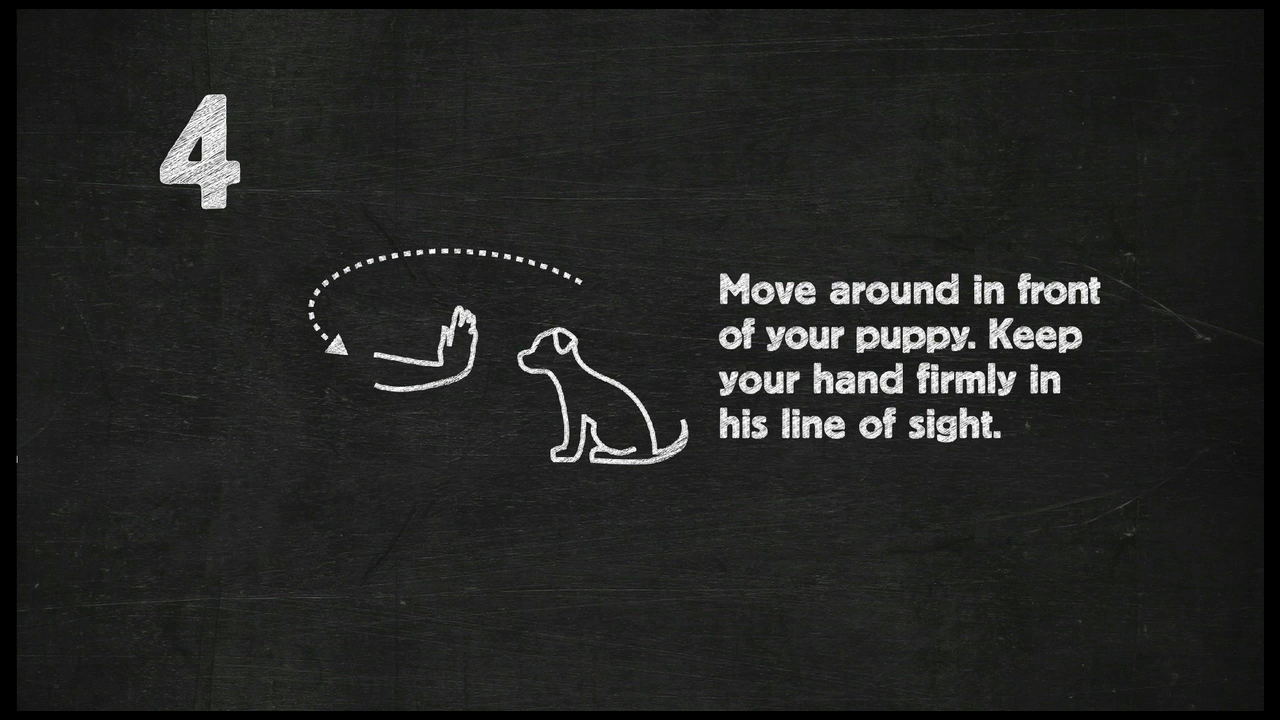 4
Move around in front
of your puppy. Keep
your hand firmly in
his line of sight.